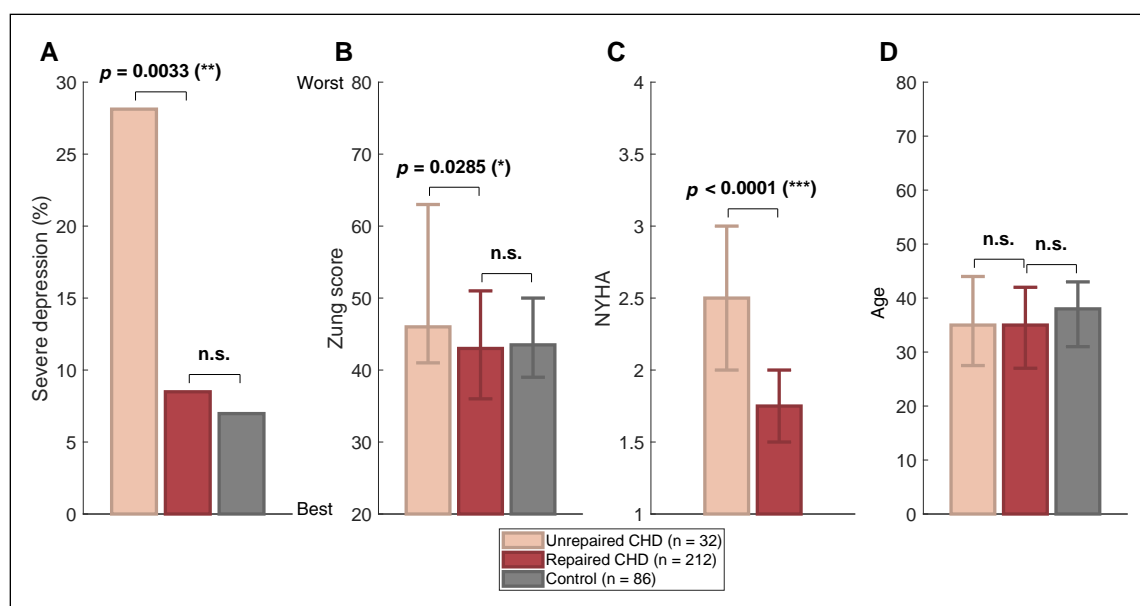 A
p = 0.0033 (**)
n.s.
Severe depression (%)
30
25
20
15
10
5
0
B
Worst
Best
p = 0.0285 (*)
n.s.
Zung score
80
70
60
50
40
30
20
C
p < 0.0001 (***)
NYHA
4
3.5
3
2.5
2
1.5
1
D
n.s.
n.s.
Age
80
70
60
50
40
30
20
10
0
Unrepaired CHD (n = 32)
Repaired CHD (n = 212)
Control (n = 86)